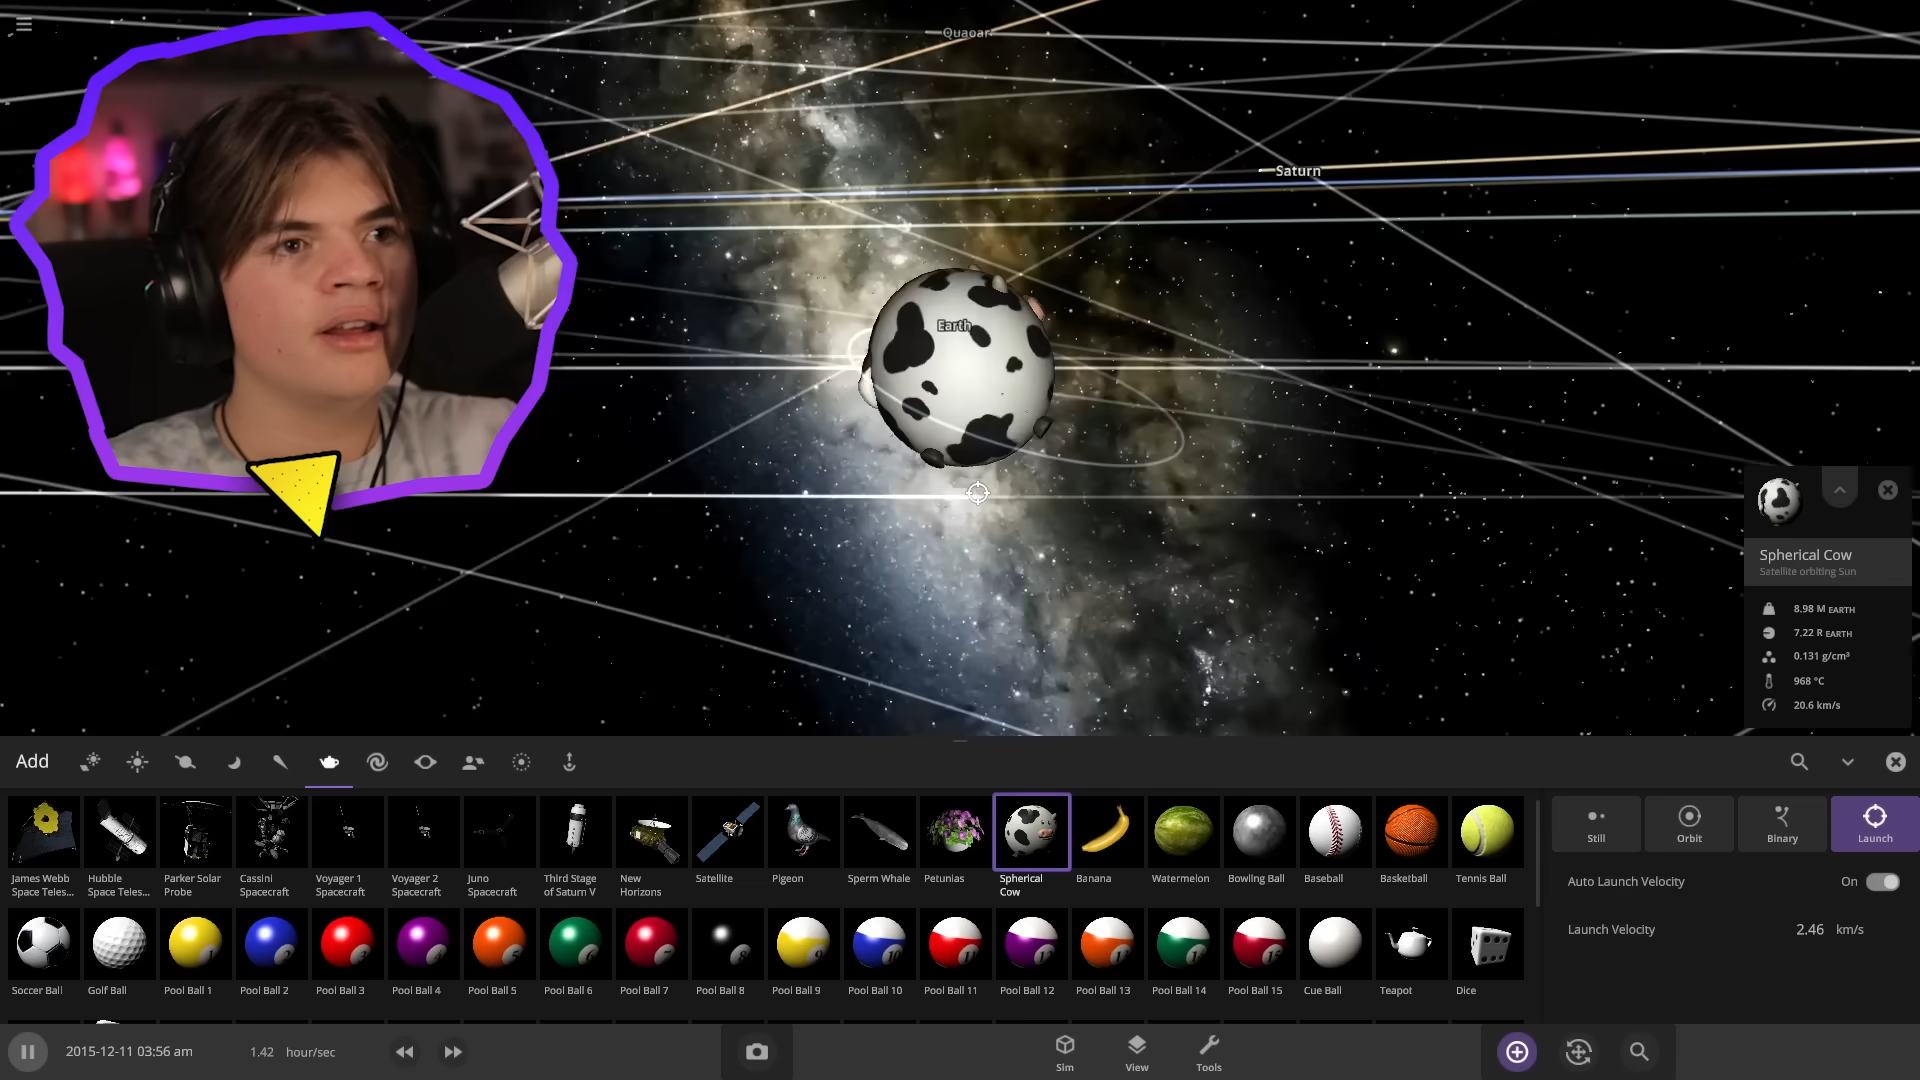 Quaoar
Saturn
Earth
Spherical Cow
Satellite orbiting Sun
8.98 M EARTH
7.22 R EARTH
0.131 g/cm³
968 °C
20.6 km/s
Add
James Webb
Space Teles...
Hubble
Space Teles...
Parker Solar
Probe
Cassini
Spacecraft
Voyager 1
Spacecraft
Voyager 2
Spacecraft
Juno
Spacecraft
Third Stage
of Saturn V
New
Horizons
Satellite
Pigeon
Sperm Whale
Petunias
Spherical
Cow
Banana
Watermelon
Bowling Ball
Baseball
Basketball
Tennis Ball
Still
Orbit
Binary
Launch
Auto Launch Velocity On
Launch Velocity 2.46 km/s
Soccer Ball
Golf Ball
Pool Ball 1
Pool Ball 2
Pool Ball 3
Pool Ball 4
Pool Ball 5
Pool Ball 6
Pool Ball 7
Pool Ball 8
Pool Ball 9
Pool Ball 10
Pool Ball 11
Pool Ball 12
Pool Ball 13
Pool Ball 14
Pool Ball 15
Cue Ball
Teapot
Dice
2015-12-11 03:56 am
1.42 hour/sec
Sim
View
Tools